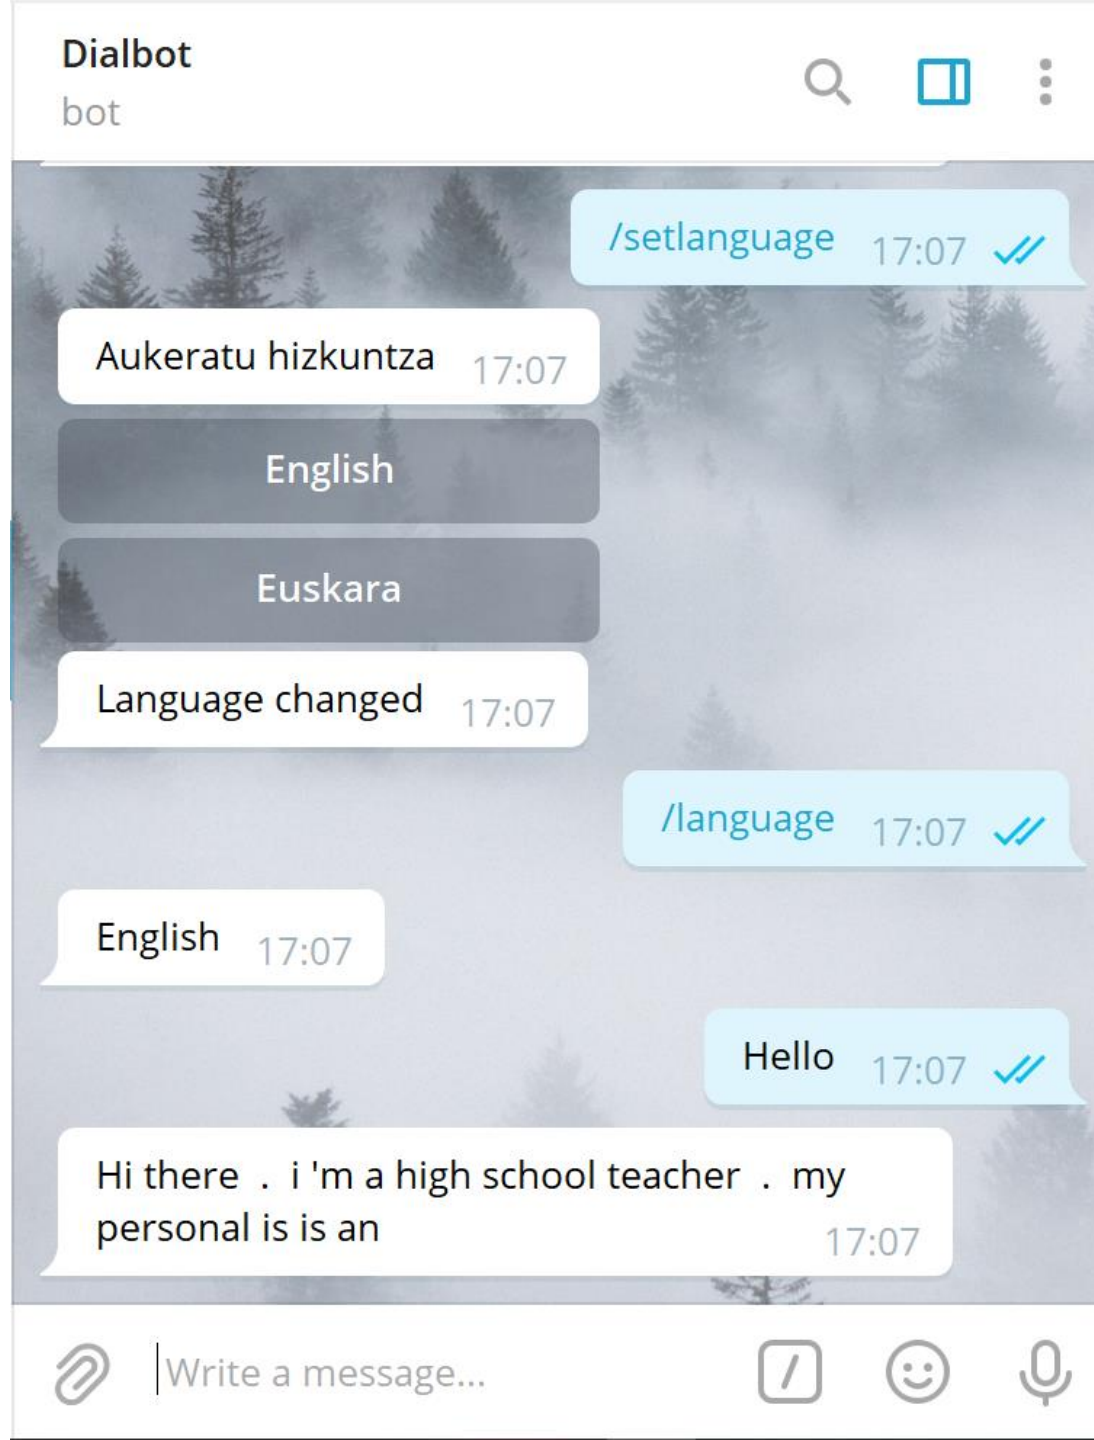 Dialbot
bot
/setlanguage 17:07
Aukeratu hizkuntza 17:07
English
Euskara
Language changed 17:07
/language 17:07
English 17:07
Hello 17:07
Hi there . i 'm a high school teacher . my
personal is is an 17:07
Write a message...